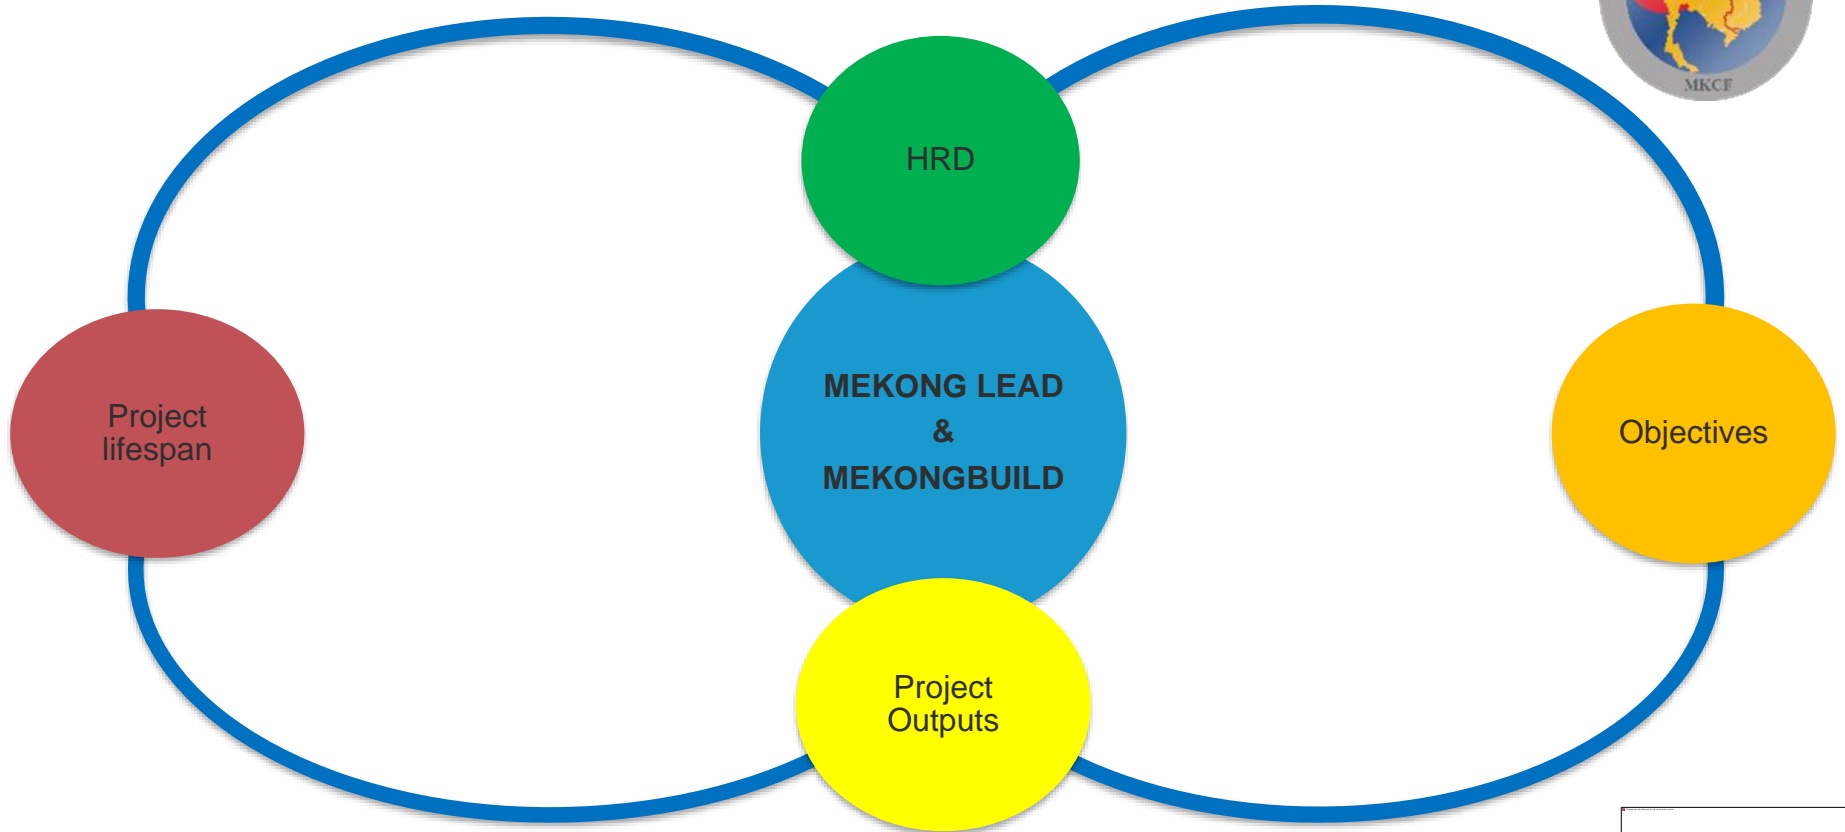 MKCF
HRD
MEKONG LEAD
&
MEKONGBUILD
Project
lifespan
Objectives
Project
Outputs